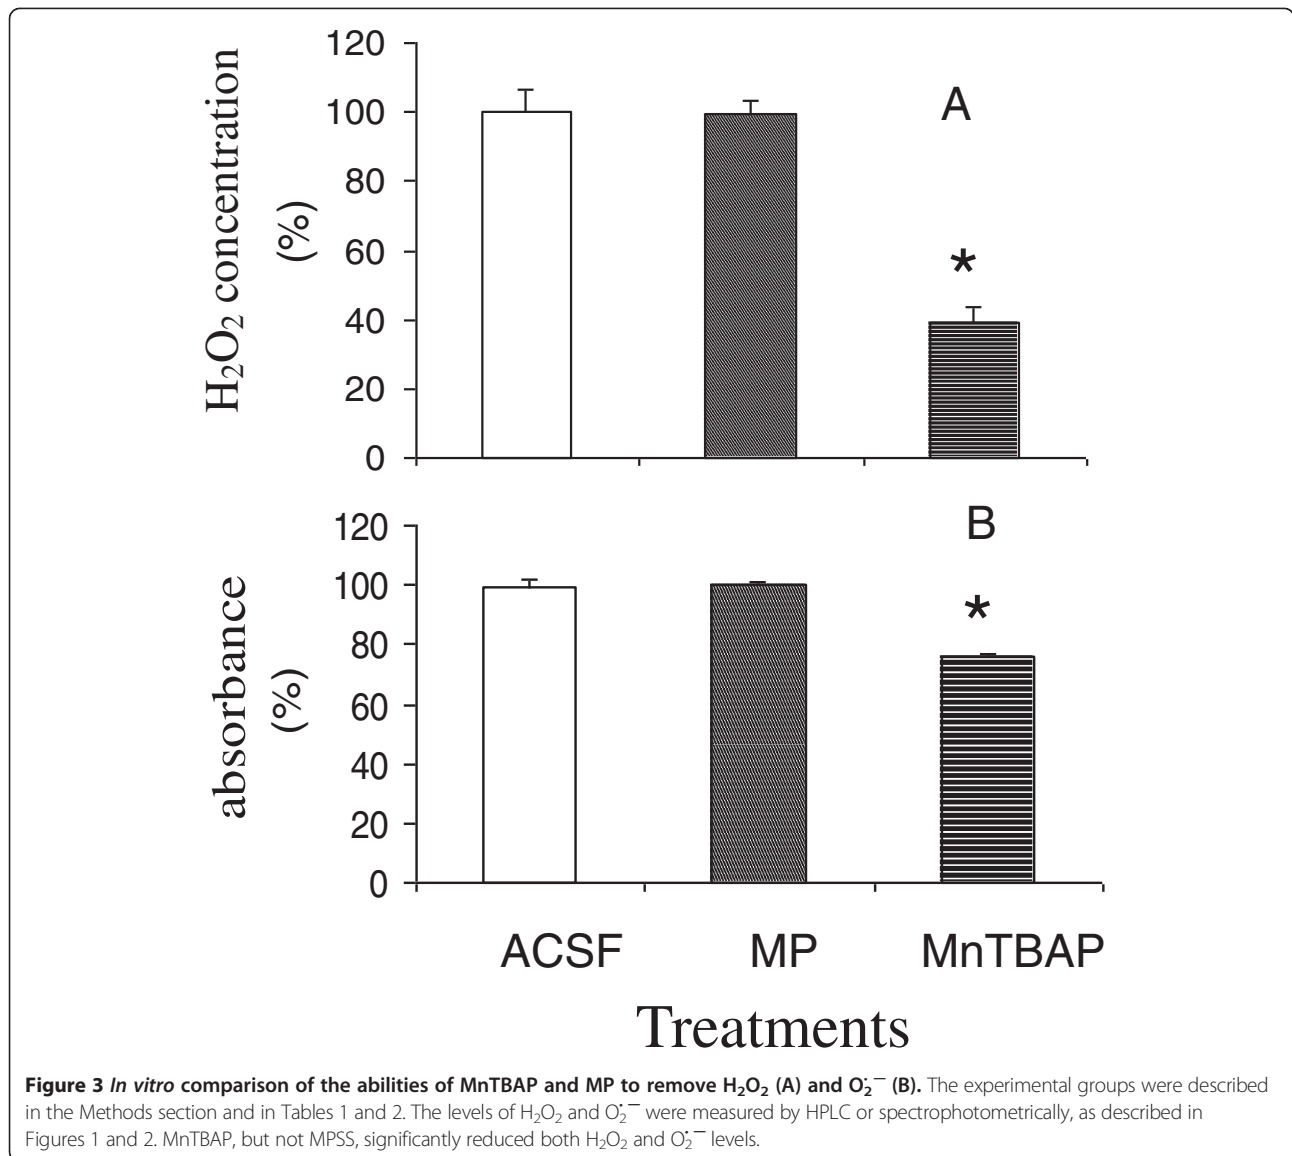 120
100
80
60
40
20
0
H₂O₂ concentration
(%)
A
*
120
100
80
60
40
20
0
absorbance
(%)
B
*
ACSF MP MnTBAP
Treatments
Figure 3 In vitro comparison of the abilities of MnTBAP and MP to remove H₂O₂ (A) and O₂˙⁻ (B). The experimental groups were described
in the Methods section and in Tables 1 and 2. The levels of H₂O₂ and O₂˙⁻ were measured by HPLC or spectrophotometrically, as described in
Figures 1 and 2. MnTBAP, but not MPSS, significantly reduced both H₂O₂ and O₂˙⁻ levels.